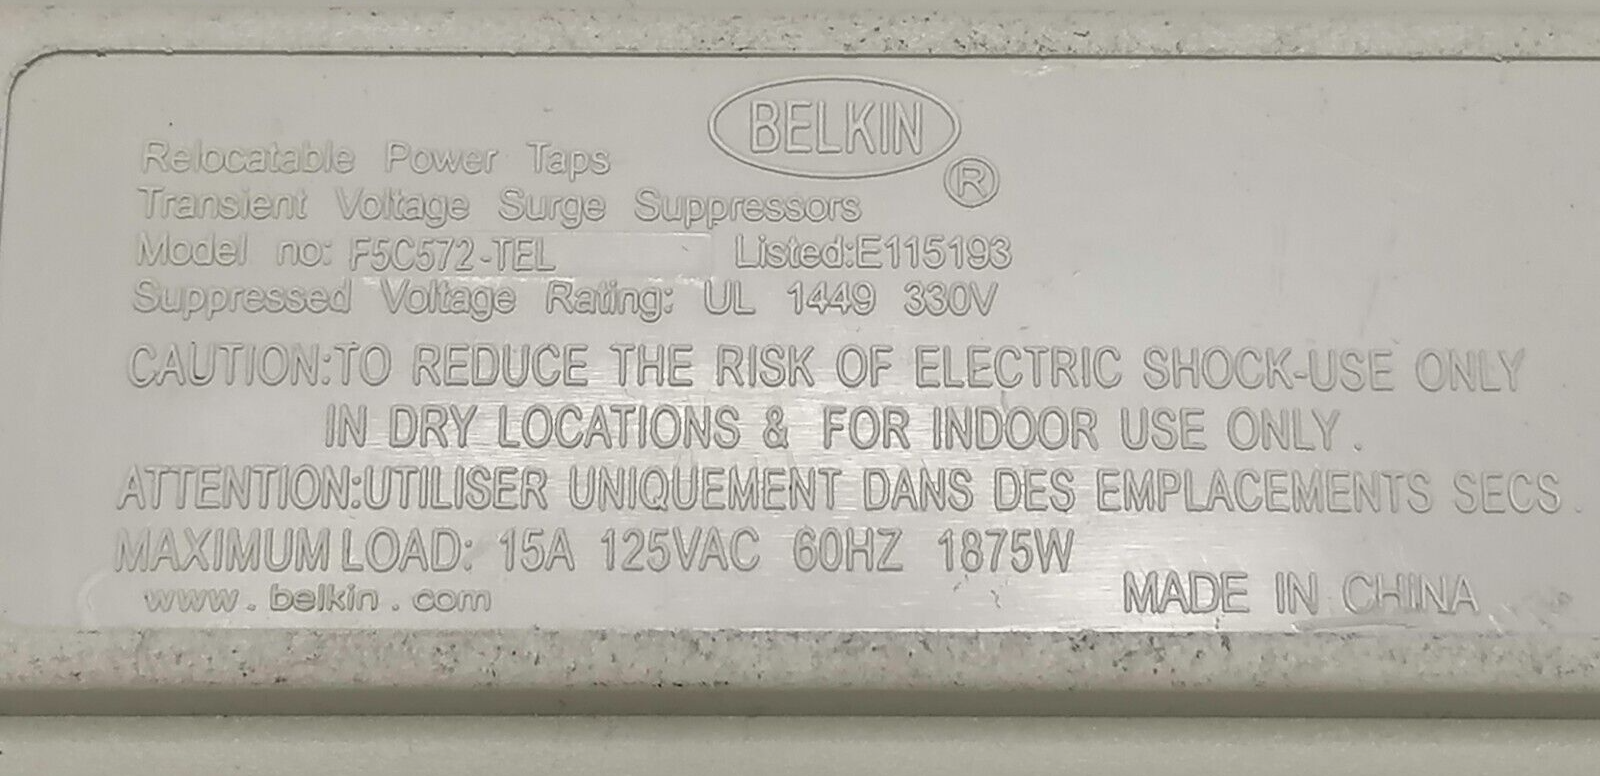 BELKIN
®
Relocatable Power Taps
Transient Voltage Surge Suppressors
Model no: F5C572-TEL Listed:E115193
Suppressed Voltage Rating: UL 1449 330V
CAUTION:TO REDUCE THE RISK OF ELECTRIC SHOCK-USE ONLY
IN DRY LOCATIONS & FOR INDOOR USE ONLY.
ATTENTION:UTILISER UNIQUEMENT DANS DES EMPLACEMENTS SECS.
MAXIMUM LOAD: 15A 125VAC 60HZ 1875W
www.belkin.com
MADE IN CHINA